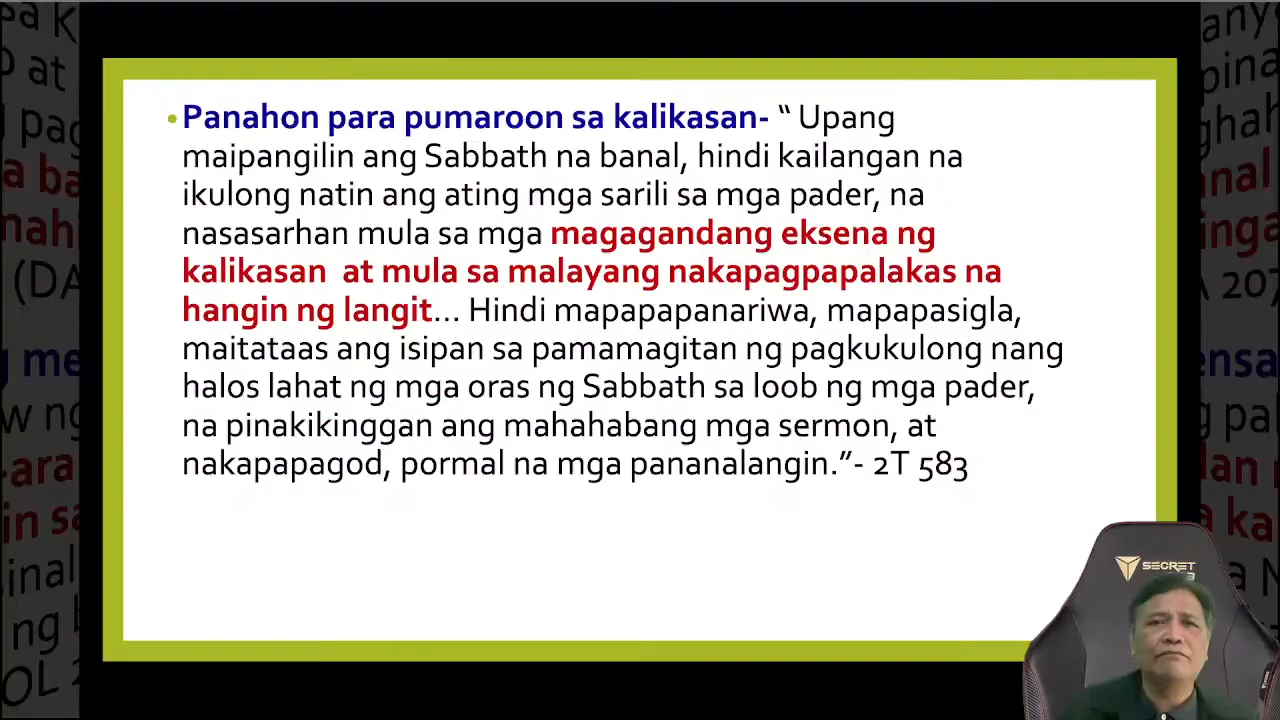 •Panahon para pumaroon sa kalikasan- “ Upang
maipangilin ang Sabbath na banal, hindi kailangan na
ikulong natin ang ating mga sarili sa mga pader, na
nasasarhan mula sa mga magagandang eksena ng
kalikasan at mula sa malayang nakapagpapalakas na
hangin ng langit... Hindi mapapapanariwa, mapapasigla,
maitataas ang isipan sa pamamagitan ng pagkukulong nang
halos lahat ng mga oras ng Sabbath sa loob ng mga pader,
na pinakikinggan ang mahahabang mga sermon, at
nakapapagod, pormal na mga pananalangin.”- 2T 583
SECRET